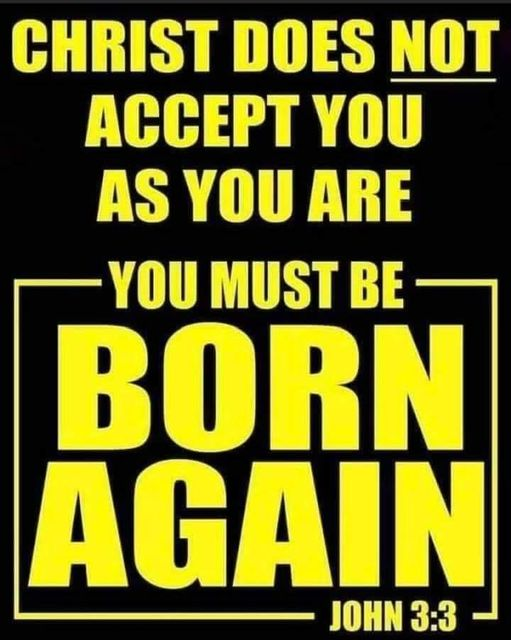 CHRIST DOES NOT
ACCEPT YOU
AS YOU ARE
YOU MUST BE
BORN
AGAIN
JOHN 3:3